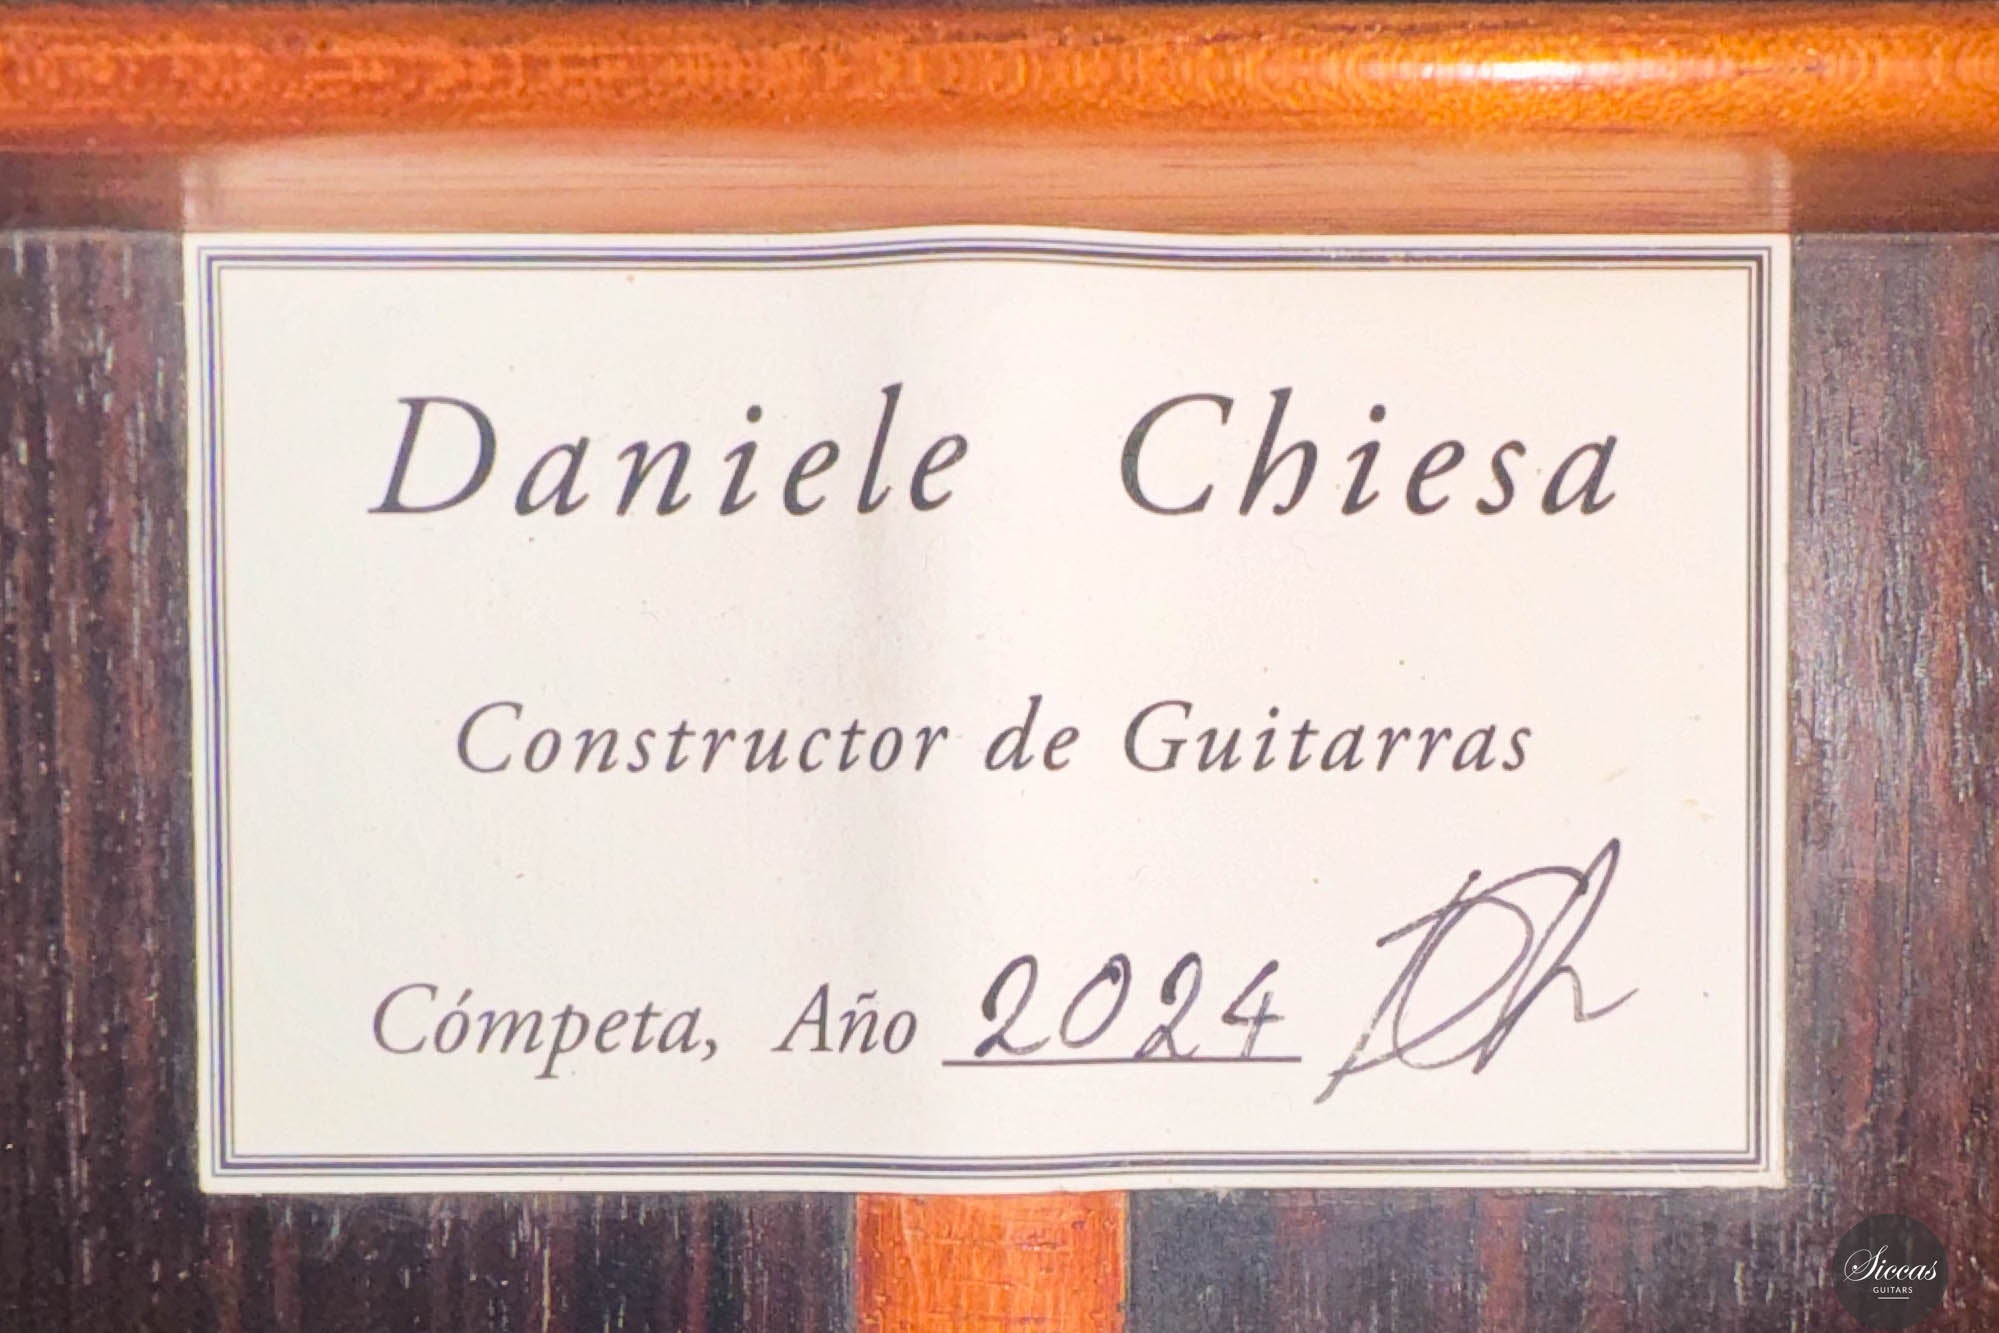 Daniele Chiesa
Constructor de Guitarras
Cómpeta, Año 2024
Siccas
GUITARS